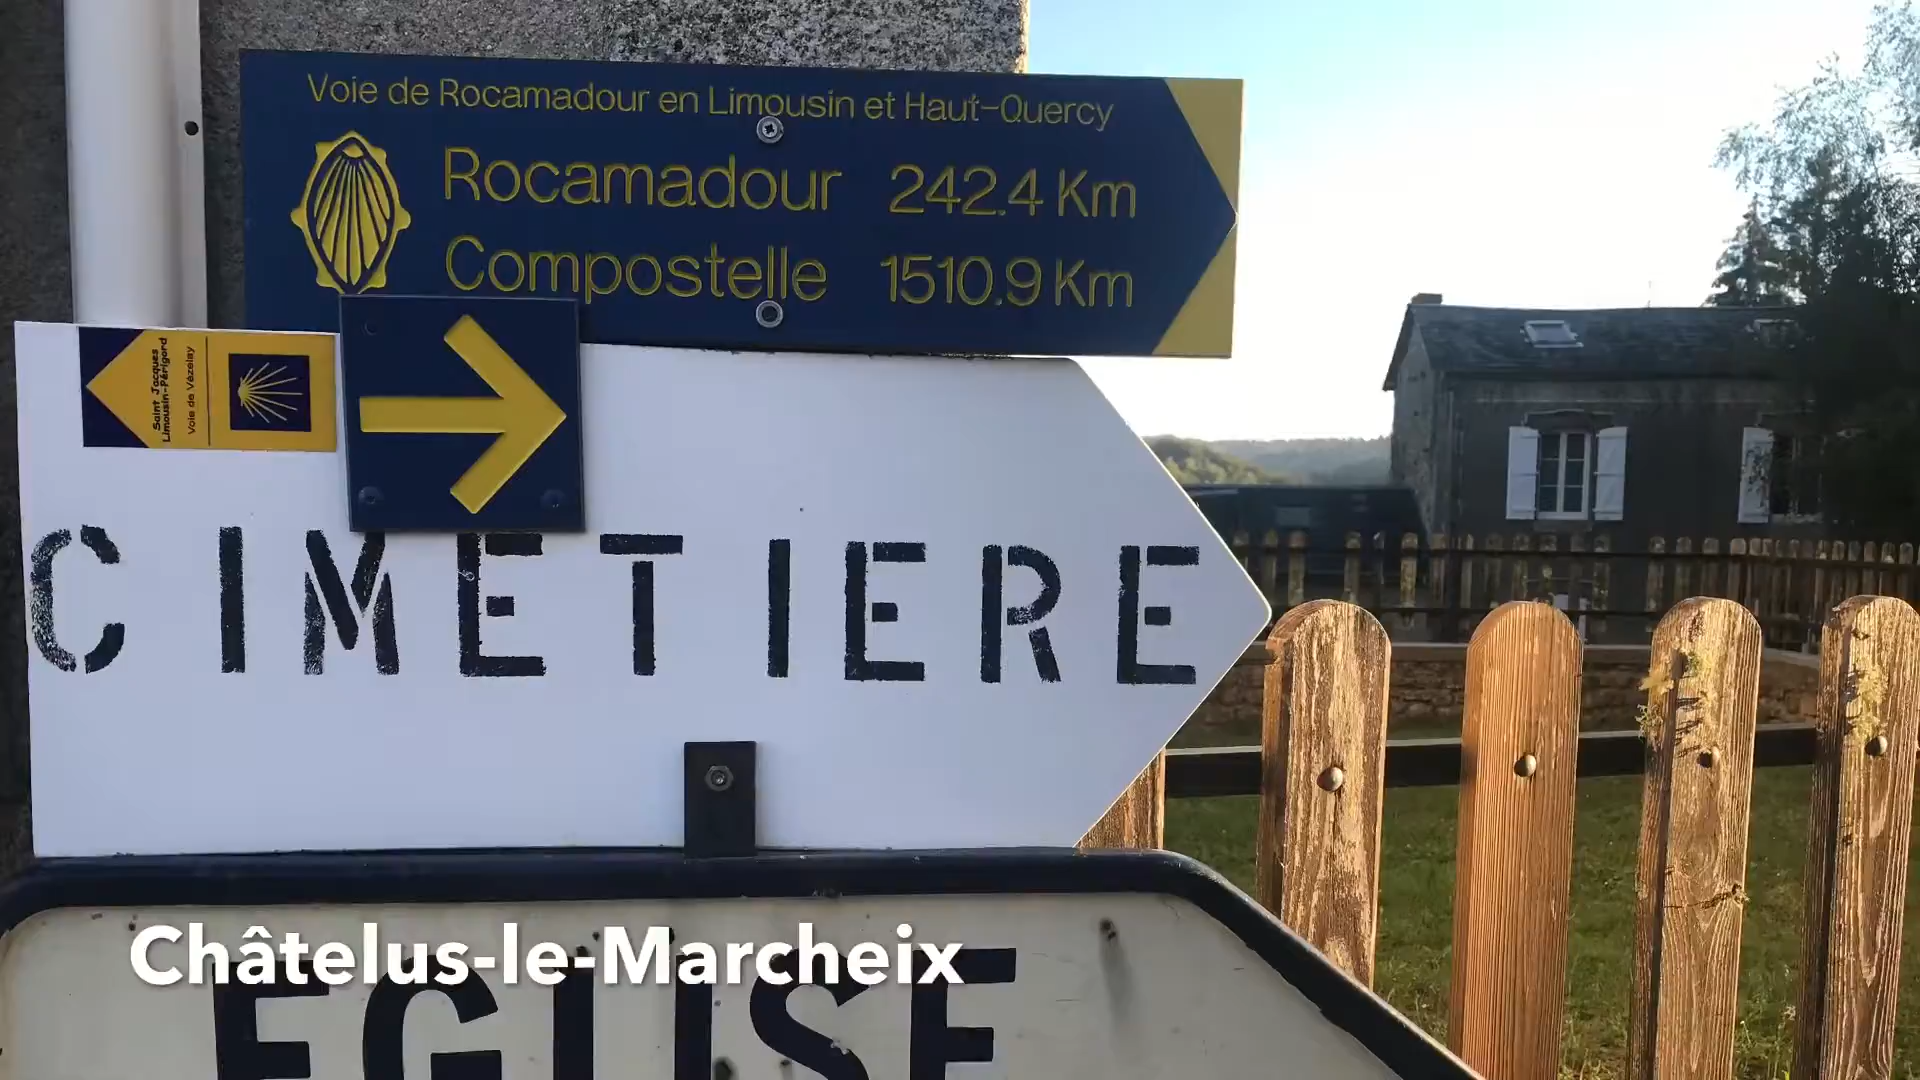 Voie de Rocamadour en Limousin et Haut-Quercy
Rocamadour 242.4 Km
Compostelle 1510.9 Km
Saint Jacques
Limousin-Périgord
Voie de Vézelay
CIMETIERE
Châtelus-le-Marcheix
EGLISE